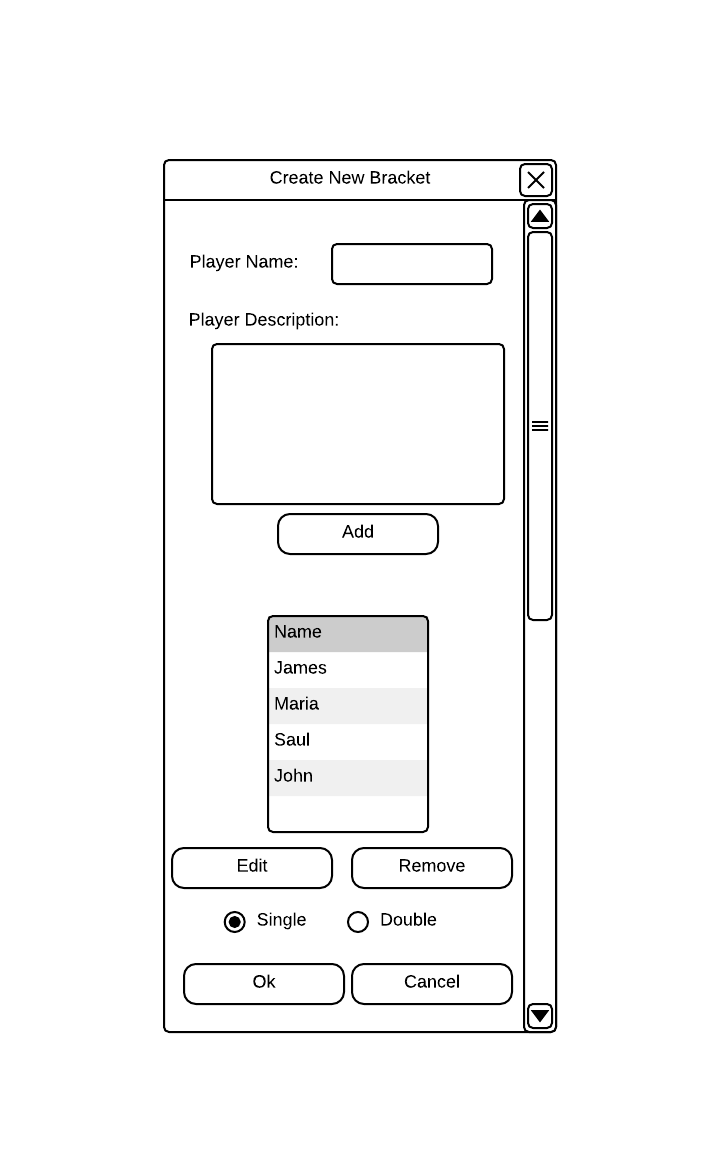 Create New Bracket
Player Name:
Player Description:
Add
Name
James
Maria
Saul
John
Edit Remove
Single Double
Ok Cancel